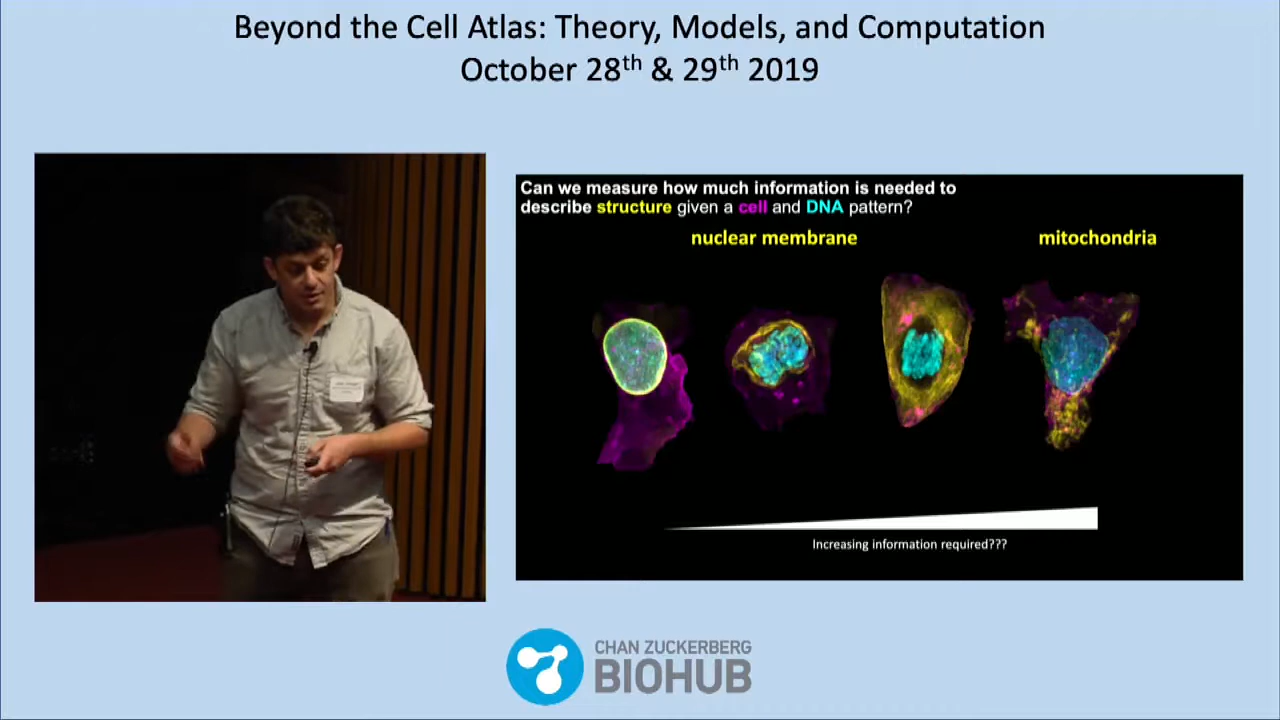 Beyond the Cell Atlas: Theory, Models, and Computation
October 28th & 29th 2019
Can we measure how much information is needed to
describe structure given a cell and DNA pattern?
nuclear membrane
mitochondria
Increasing information required???
CHAN ZUCKERBERG
BIOHUB